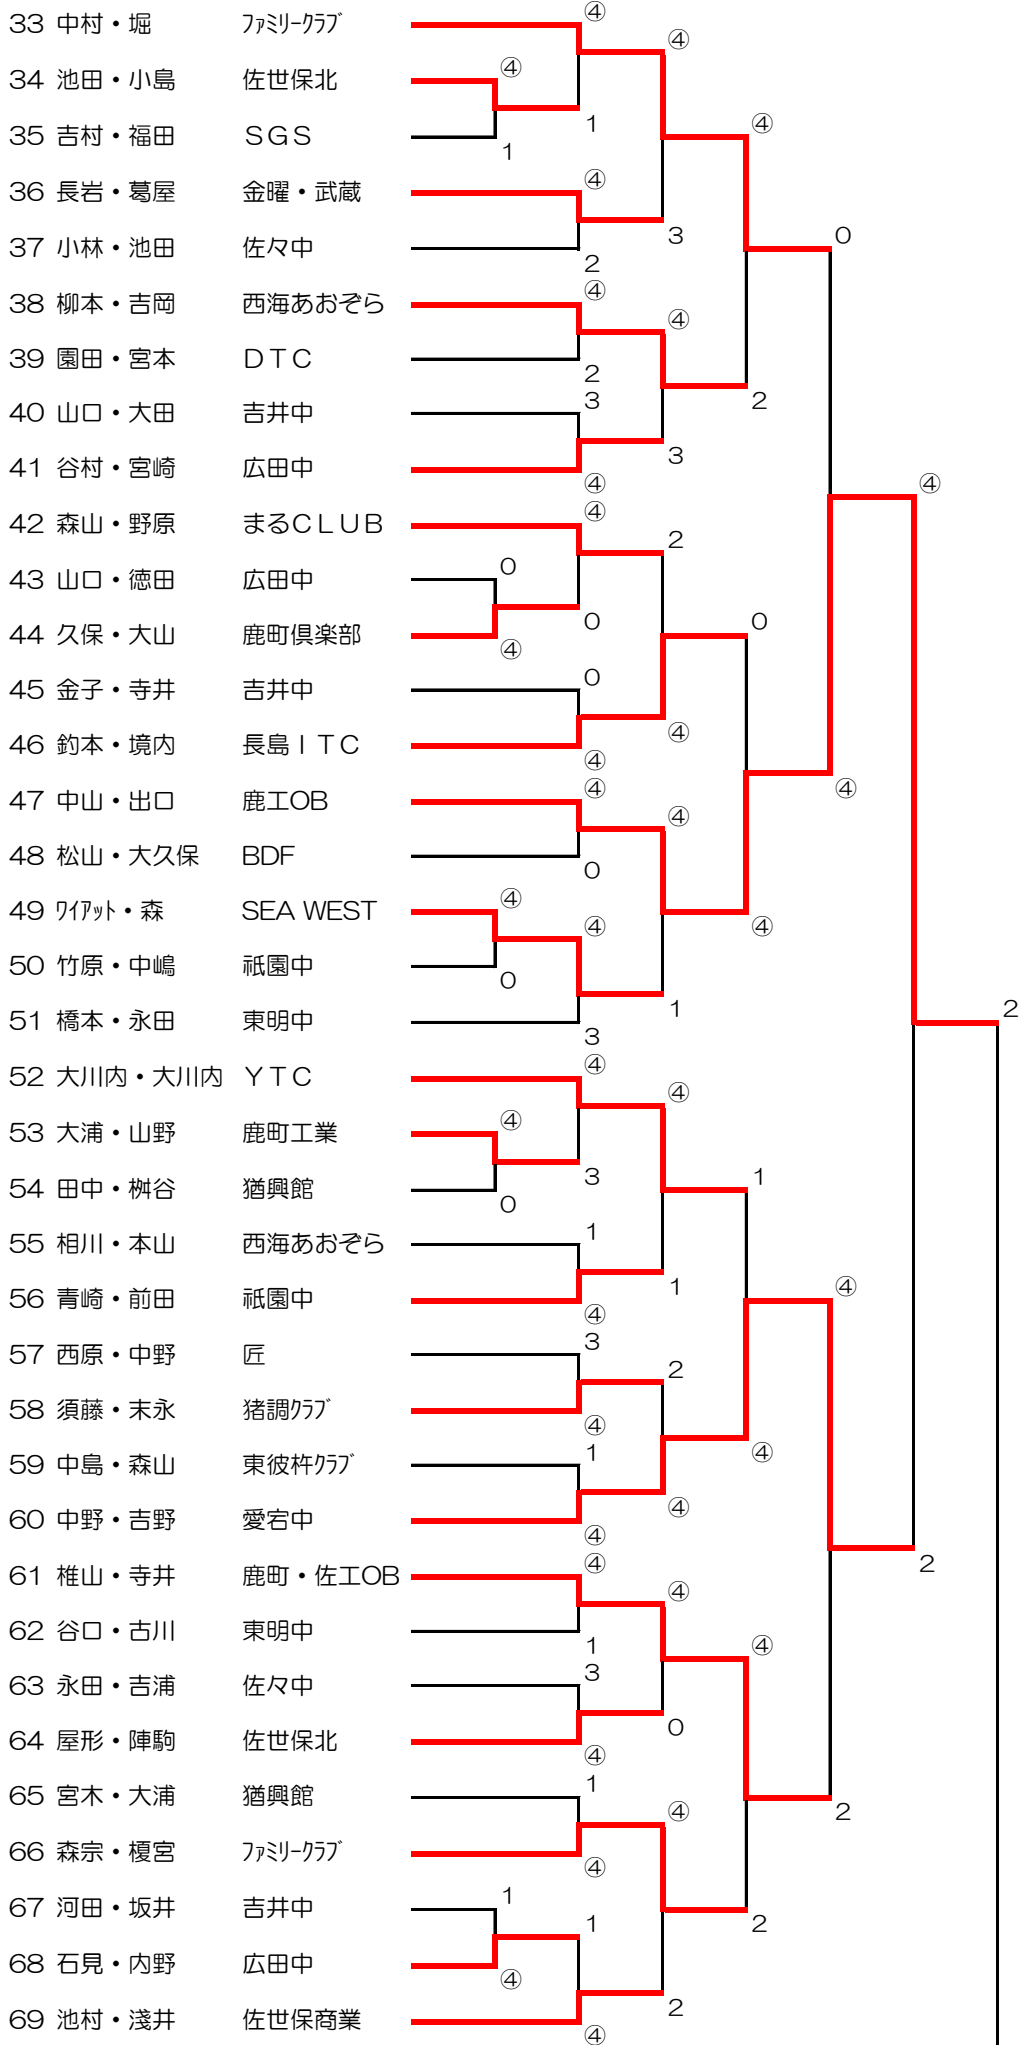 33 中村・堀 ファミリークラブ
34 池田・小島 佐世保北
35 吉村・福田 ＳＧＳ
36 長岩・葛屋 金曜・武蔵
37 小林・池田 佐々中
38 柳本・吉岡 西海あおぞら
39 園田・宮本 ＤＴＣ
40 山口・大田 吉井中
41 谷村・宮崎 広田中
42 森山・野原 まるＣＬＵＢ
43 山口・徳田 広田中
44 久保・大山 鹿町倶楽部
45 金子・寺井 吉井中
46 釣本・境内 長島ＩＴＣ
47 中山・出口 鹿工OB
48 松山・大久保 BDF
49 ワイアット・森 SEA WEST
50 竹原・中嶋 祇園中
51 橋本・永田 東明中
52 大川内・大川内 ＹＴＣ
53 大浦・山野 鹿町工業
54 田中・桝谷 猶興館
55 相川・本山 西海あおぞら
56 青崎・前田 祇園中
57 西原・中野 匠
58 須藤・末永 猪調クラブ
59 中島・森山 東彼杵クラブ
60 中野・吉野 愛宕中
61 椎山・寺井 鹿町・佐工OB
62 谷口・古川 東明中
63 永田・吉浦 佐々中
64 屋形・陣駒 佐世保北
65 宮木・大浦 猶興館
66 森宗・榎宮 ファミリークラブ
67 河田・坂井 吉井中
68 石見・内野 広田中
69 池村・淺井 佐世保商業
④
1
0
④
④
0
④
0
1
④
④
1
④
2
④
2
3
④
④
0
0
④
④
0
④
3
④
3
1
④
3
④
1
④
④
1
3
④
1
④
1
④
④
3
④
3
2
④
④
1
④
1
2
④
④
0
④
2
④
2
0
④
1
④
④
2
0
④
④
2
④
2
2